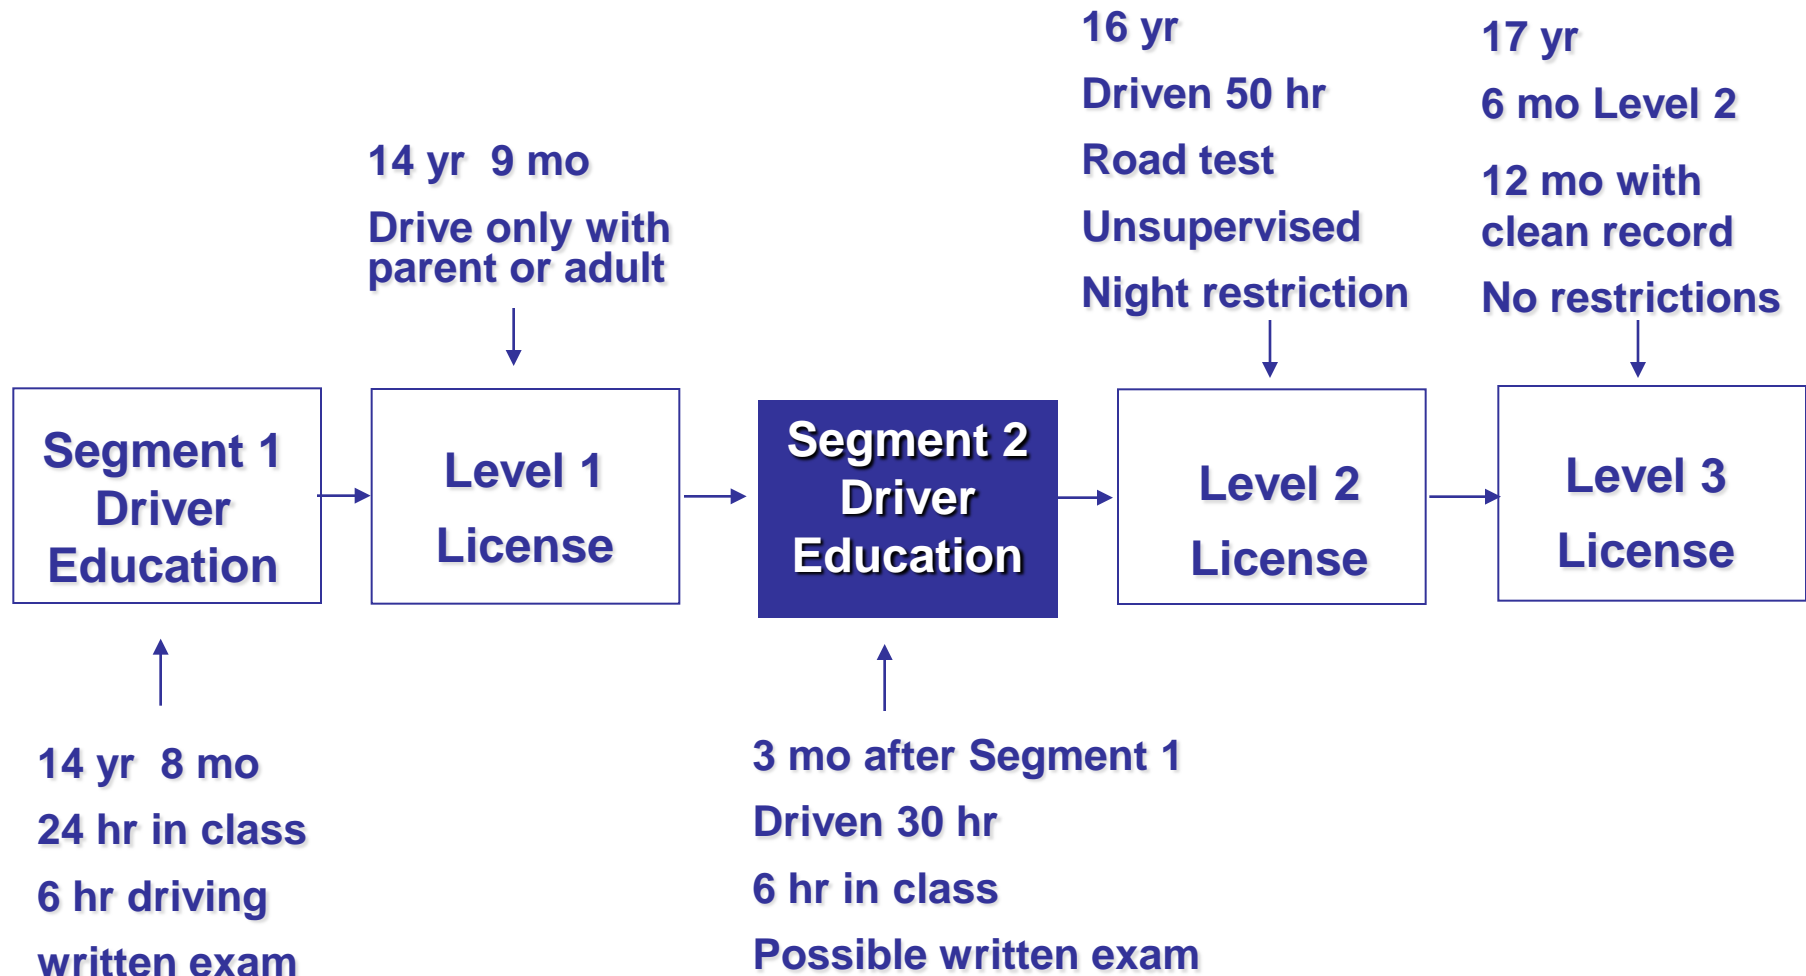 14 yr 9 mo
Drive only with
parent or adult
16 yr
Driven 50 hr
Road test
Unsupervised
Night restriction
17 yr
6 mo Level 2
12 mo with
clean record
No restrictions
Segment 1
Driver
Education
Level 1
License
Segment 2
Driver
Education
Level 2
License
Level 3
License
14 yr 8 mo
24 hr in class
6 hr driving
written exam
3 mo after Segment 1
Driven 30 hr
6 hr in class
Possible written exam